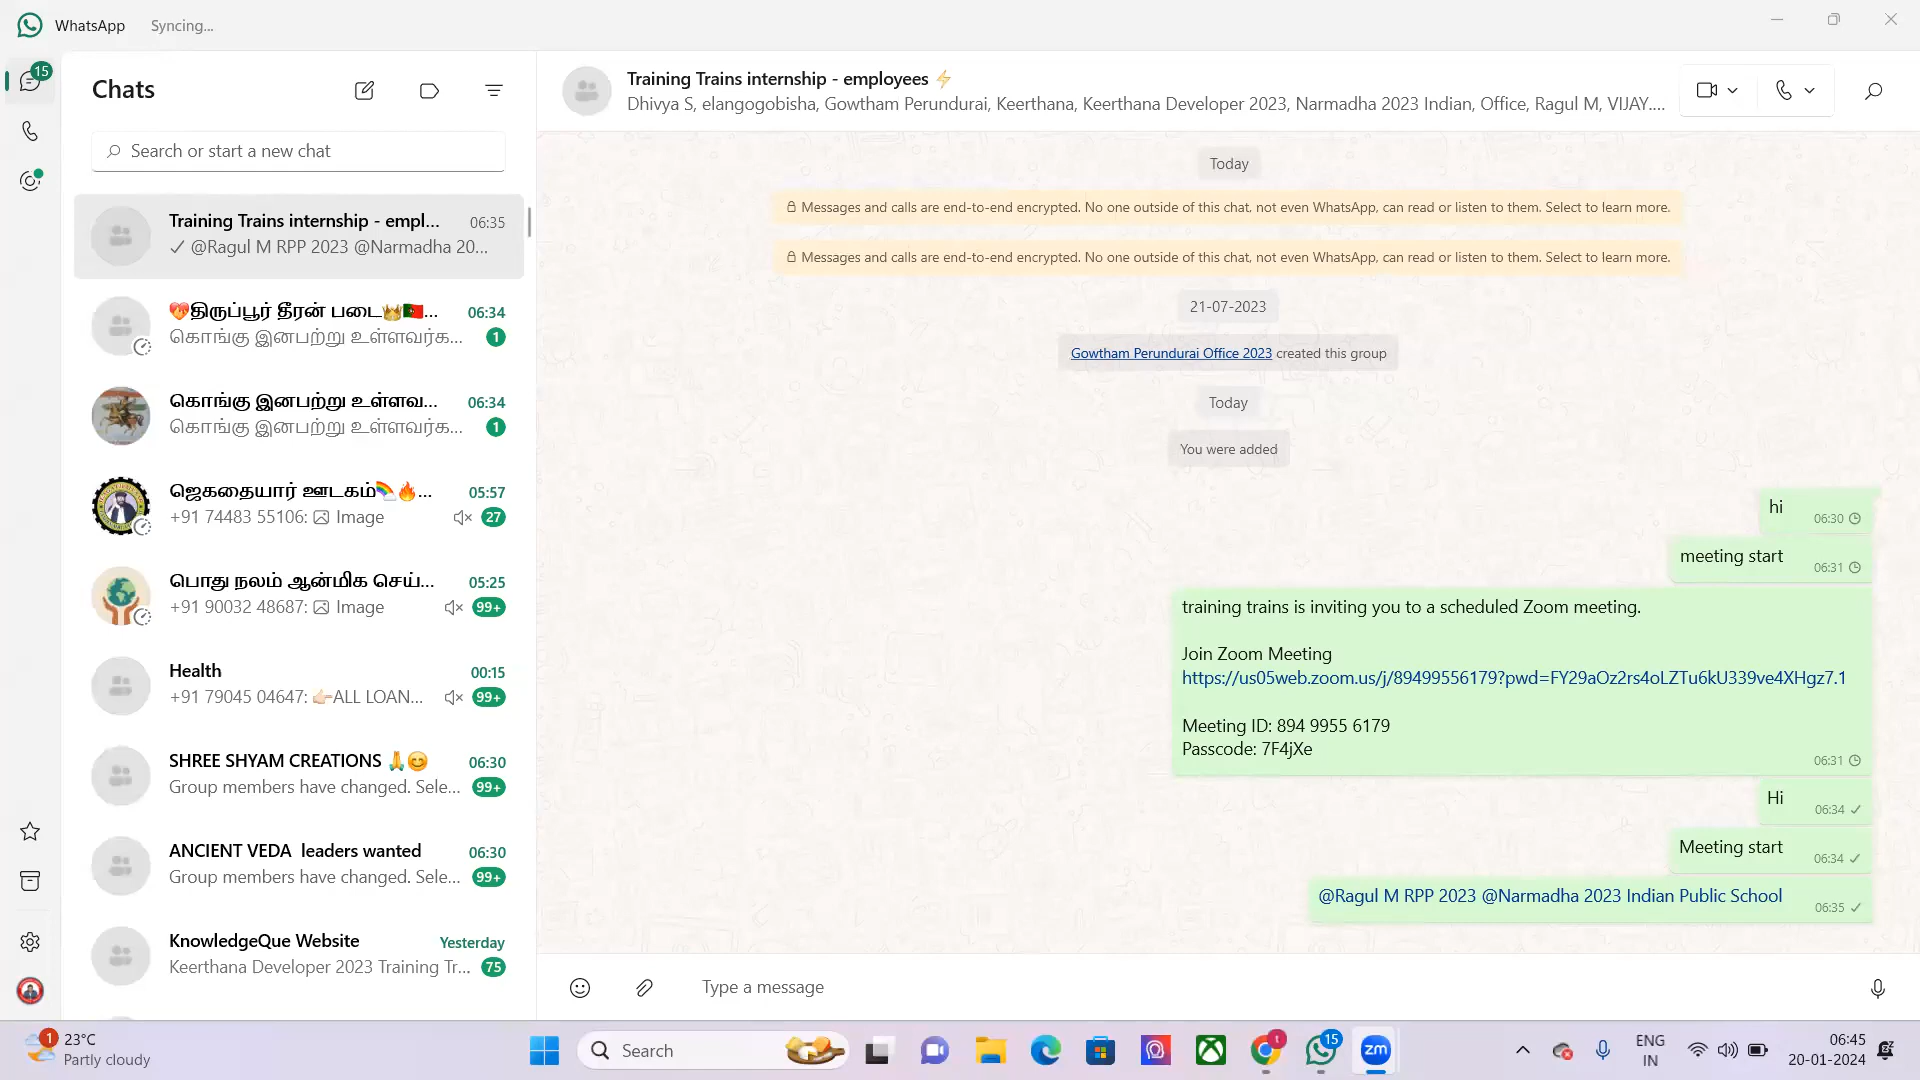 WhatsApp Syncing...
15
Chats
Search or start a new chat
Training Trains internship - empl... 06:35
@Ragul M RPP 2023 @Narmadha 20...
திருப்பூர் தீரன் படை... 06:34
கொங்கு இனபற்று உள்ளவர்க... 1
கொங்கு இனபற்று உள்ளவ... 06:34
கொங்கு இனபற்று உள்ளவர்க... 1
ஜெகதையார் ஊடகம்🌈🔥... 05:57
+91 74483 55106: Image 27
பொது நலம் ஆன்மிக செய்... 05:25
+91 90032 48687: Image 99+
Health 00:15
+91 79045 04647: 👉🏻ALL LOAN... 99+
SHREE SHYAM CREATIONS 🙏😊 06:30
Group members have changed. Sele... 99+
ANCIENT VEDA leaders wanted 06:30
Group members have changed. Sele... 99+
KnowledgeQue Website Yesterday
Keerthana Developer 2023 Training Tr... 75
Training Trains internship - employees ⚡
Dhivya S, elangogobisha, Gowtham Perundurai, Keerthana, Keerthana Developer 2023, Narmadha 2023 Indian, Office, Ragul M, VIJAY....
Today
Messages and calls are end-to-end encrypted. No one outside of this chat, not even WhatsApp, can read or listen to them. Select to learn more.
Messages and calls are end-to-end encrypted. No one outside of this chat, not even WhatsApp, can read or listen to them. Select to learn more.
21-07-2023
Gowtham Perundurai Office 2023 created this group
Today
You were added
hi 06:30
meeting start 06:31
training trains is inviting you to a scheduled Zoom meeting.
Join Zoom Meeting
https://us05web.zoom.us/j/89499556179?pwd=FY29aOz2rs4oLZTu6kU339ve4XHgz7.1
Meeting ID: 894 9955 6179
Passcode: 7F4jXe
06:31
Hi 06:34
Meeting start 06:34
@Ragul M RPP 2023 @Narmadha 2023 Indian Public School 06:35
Type a message
1 23°C
Partly cloudy
Search
t
15
zm
ENG
IN
06:45
20-01-2024